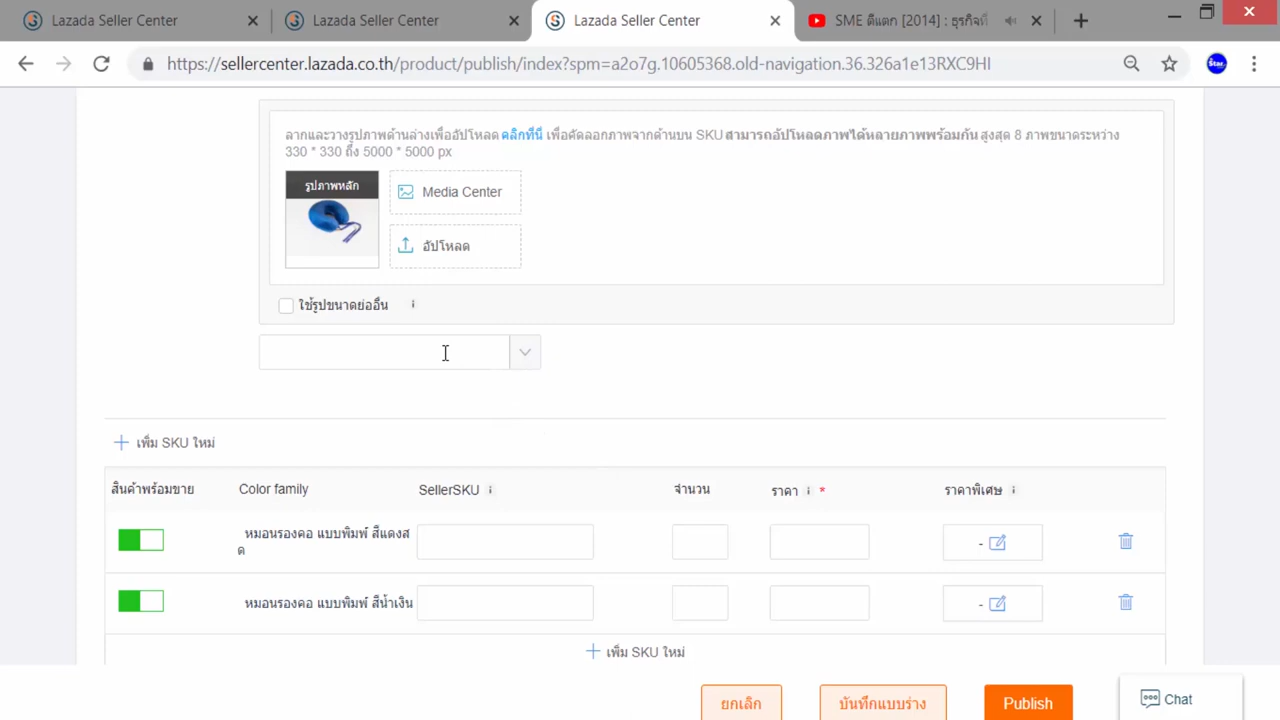 Lazada Seller Center
Lazada Seller Center
Lazada Seller Center
SME ตีแตก [2014] : ธุรกิจที่
https://sellercenter.lazada.co.th/product/publish/index?spm=a2o7g.10605368.old-navigation.36.326a1e13RXC9HI
ลากและวางรูปภาพด้านล่างเพื่ออัปโหลด คลิกที่นี่ เพื่อคัดลอกภาพจากด้านบน SKU สามารถอัปโหลดภาพได้หลายภาพพร้อมกัน สูงสุด 8 ภาพขนาดระหว่าง
330 * 330 ถึง 5000 * 5000 px
รูปภาพหลัก
Media Center
อัปโหลด
ใช้รูปขนาดย่ออื่น
เพิ่ม SKU ใหม่
สินค้าพร้อมขาย Color family SellerSKU จำนวน ราคา * ราคาพิเศษ
หมอนรองคอ แบบพิมพ์ สีแดงส
ด
-
หมอนรองคอ แบบพิมพ์ สีน้ำเงิน -
เพิ่ม SKU ใหม่
ยกเลิก บันทึกแบบร่าง Publish Chat